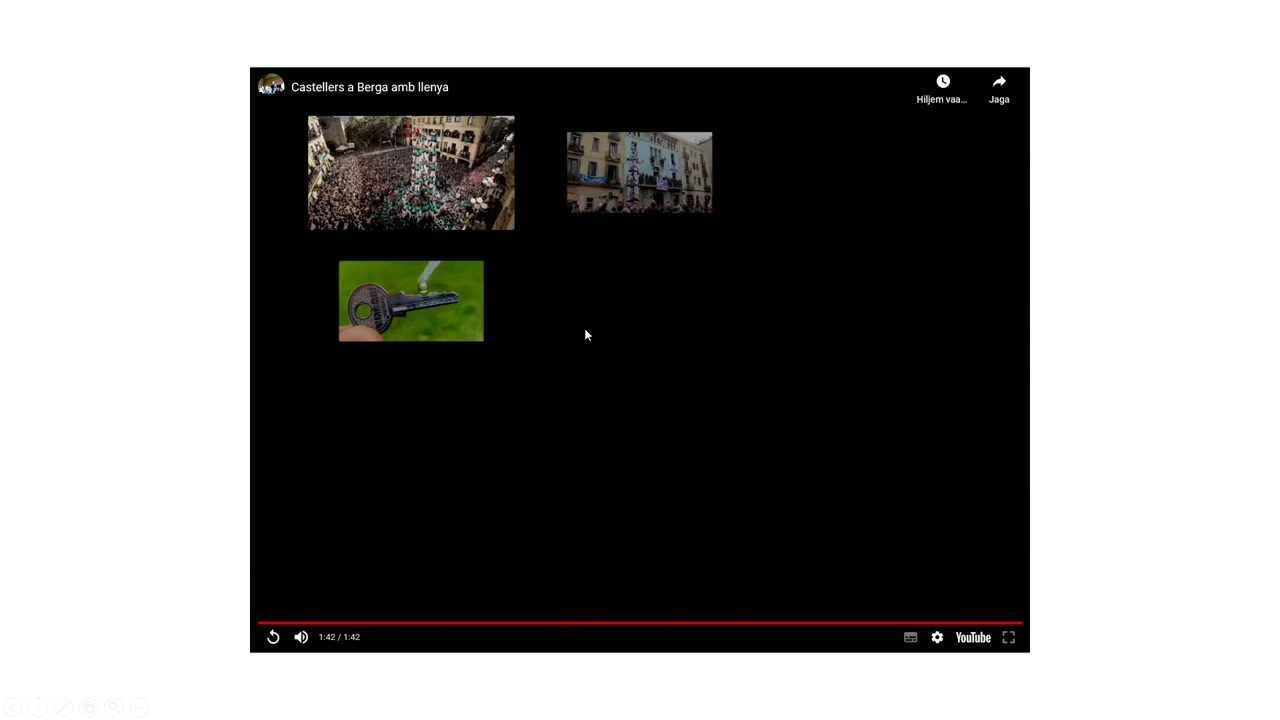 Castellers a Berga amb llenya
Hiljem vaa...
Jaga
1:42 / 1:42
YouTube